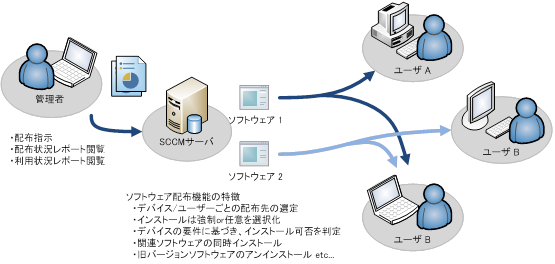 管理者
・配布指示
・配布状況レポート閲覧
・利用状況レポート閲覧
SCCMサーバ
ソフトウェア 1
ソフトウェア 2
ユーザ A
ユーザ B
ユーザ B
ソフトウェア配布機能の特徴
・デバイス/ユーザーごとの配布先の選定
・インストールは強制or任意を選択化
・デバイスの要件に基づき、インストール可否を判定
・関連ソフトウェアの同時インストール
・旧バージョンソフトウェアのアンインストール etc...